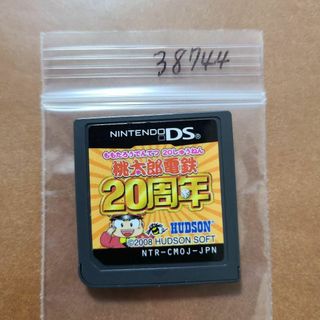 38744
NINTENDO DS
ももたろうでんてつ 20しゅうねん
桃太郎電鉄
20周年
HUDSON
©2008 HUDSON SOFT
NTR-CMOJ-JPN